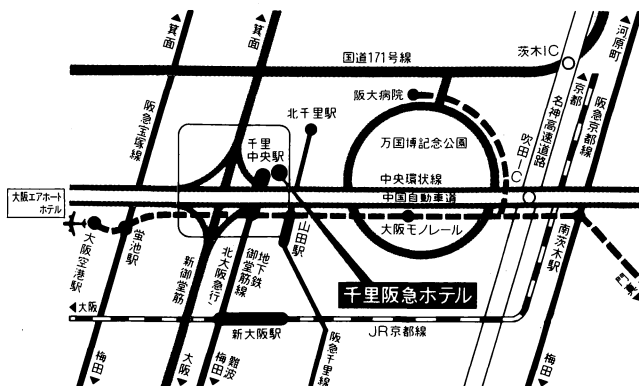 箕面
箕面
国道171号線
茨木IC
河原町
京都
阪急宝塚線
北千里駅
阪大病院
名神高速道路
阪急京都線
千里
中央駅
万国博記念公園
吹田IC
中央環状線
中国自動車道
大阪エアポート
ホテル
大阪モノレール
大阪空港駅
蛍池駅
新御堂筋
北大阪急行
地下鉄
御堂筋線
山田駅
南茨木駅
千里阪急ホテル
大阪
新大阪駅
JR京都線
阪急千里線
梅田
大阪
梅田
難波
梅田